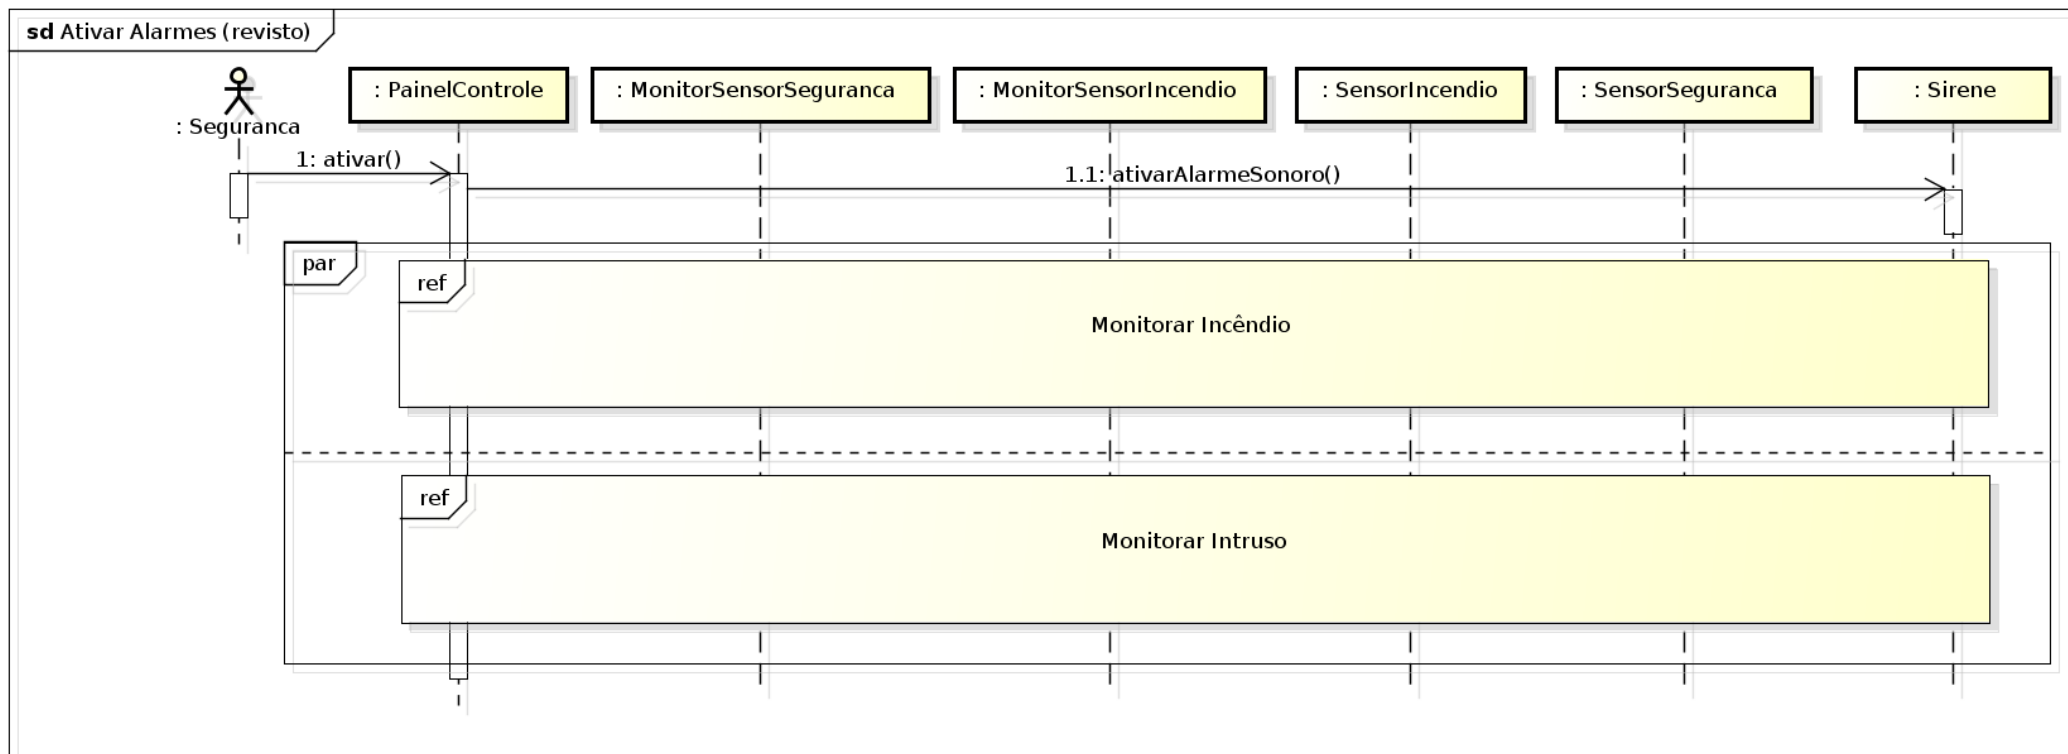 sd Ativar Alarmes (revisto)
: Seguranca
: PainelControle
: MonitorSensorSeguranca
: MonitorSensorIncendio
: SensorIncendio
: SensorSeguranca
: Sirene
1: ativar()
1.1: ativarAlarmeSonoro()
par
ref
Monitorar Incêndio
ref
Monitorar Intruso